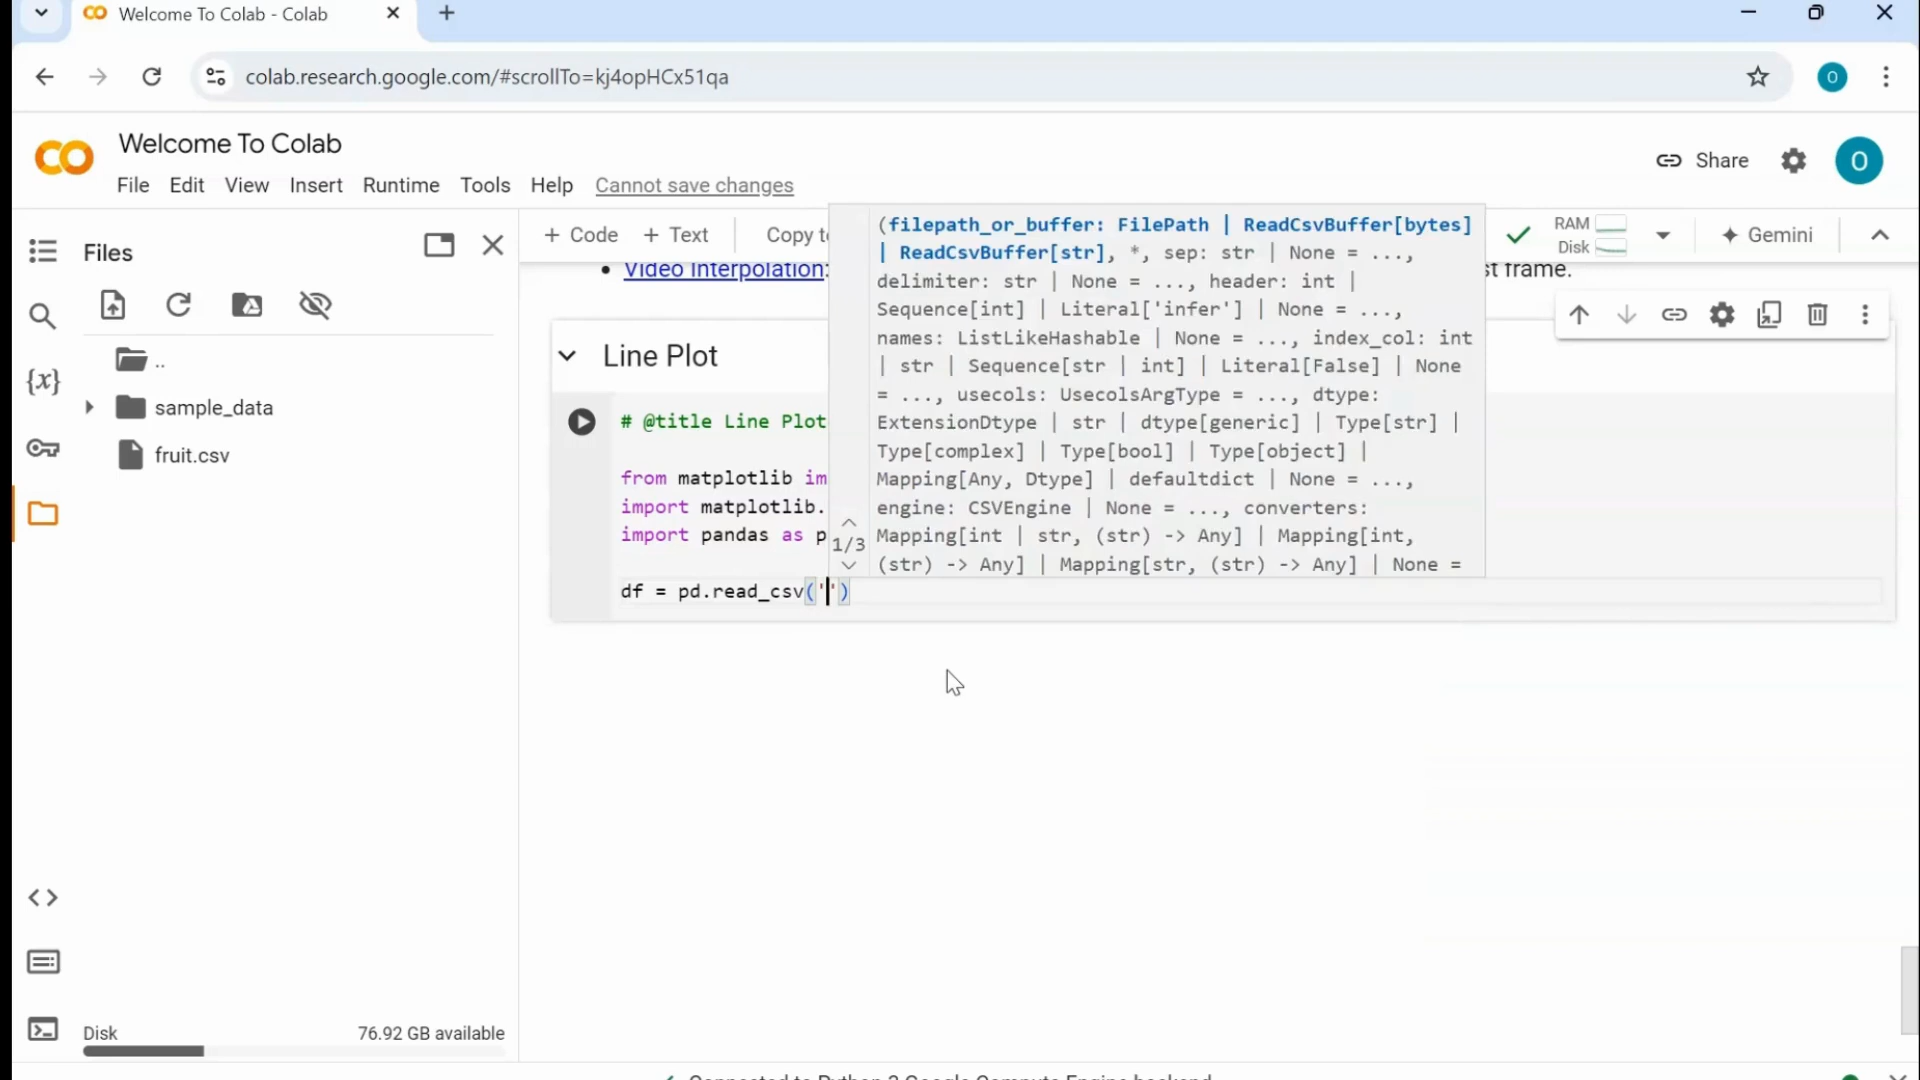 Welcome To Colab - Colab
colab.research.google.com/#scrollTo=kj4opHCx51qa
O
Welcome To Colab
File Edit View Insert Runtime Tools Help Cannot save changes
Share
O
Files
+ Code + Text
RAM
Disk
Gemini
Video Interpolation:
st frame.
..
sample_data
fruit.csv
{x}
Line Plot
# @title Line Plot
from matplotlib im
import matplotlib.
import pandas as p
df = pd.read_csv('')
(filepath_or_buffer: FilePath | ReadCsvBuffer[bytes]
| ReadCsvBuffer[str], *, sep: str | None = ...,
delimiter: str | None = ..., header: int |
Sequence[int] | Literal['infer'] | None = ...,
names: ListLikeHashable | None = ..., index_col: int
| str | Sequence[str | int] | Literal[False] | None
= ..., usecols: UsecolsArgType = ..., dtype:
ExtensionDtype | str | dtype[generic] | Type[str] |
Type[complex] | Type[bool] | Type[object] |
Mapping[Any, Dtype] | defaultdict | None = ...,
engine: CSVEngine | None = ..., converters:
Mapping[int | str, (str) -> Any] | Mapping[int,
(str) -> Any] | Mapping[str, (str) -> Any] | None =
1/3
Disk 76.92 GB available